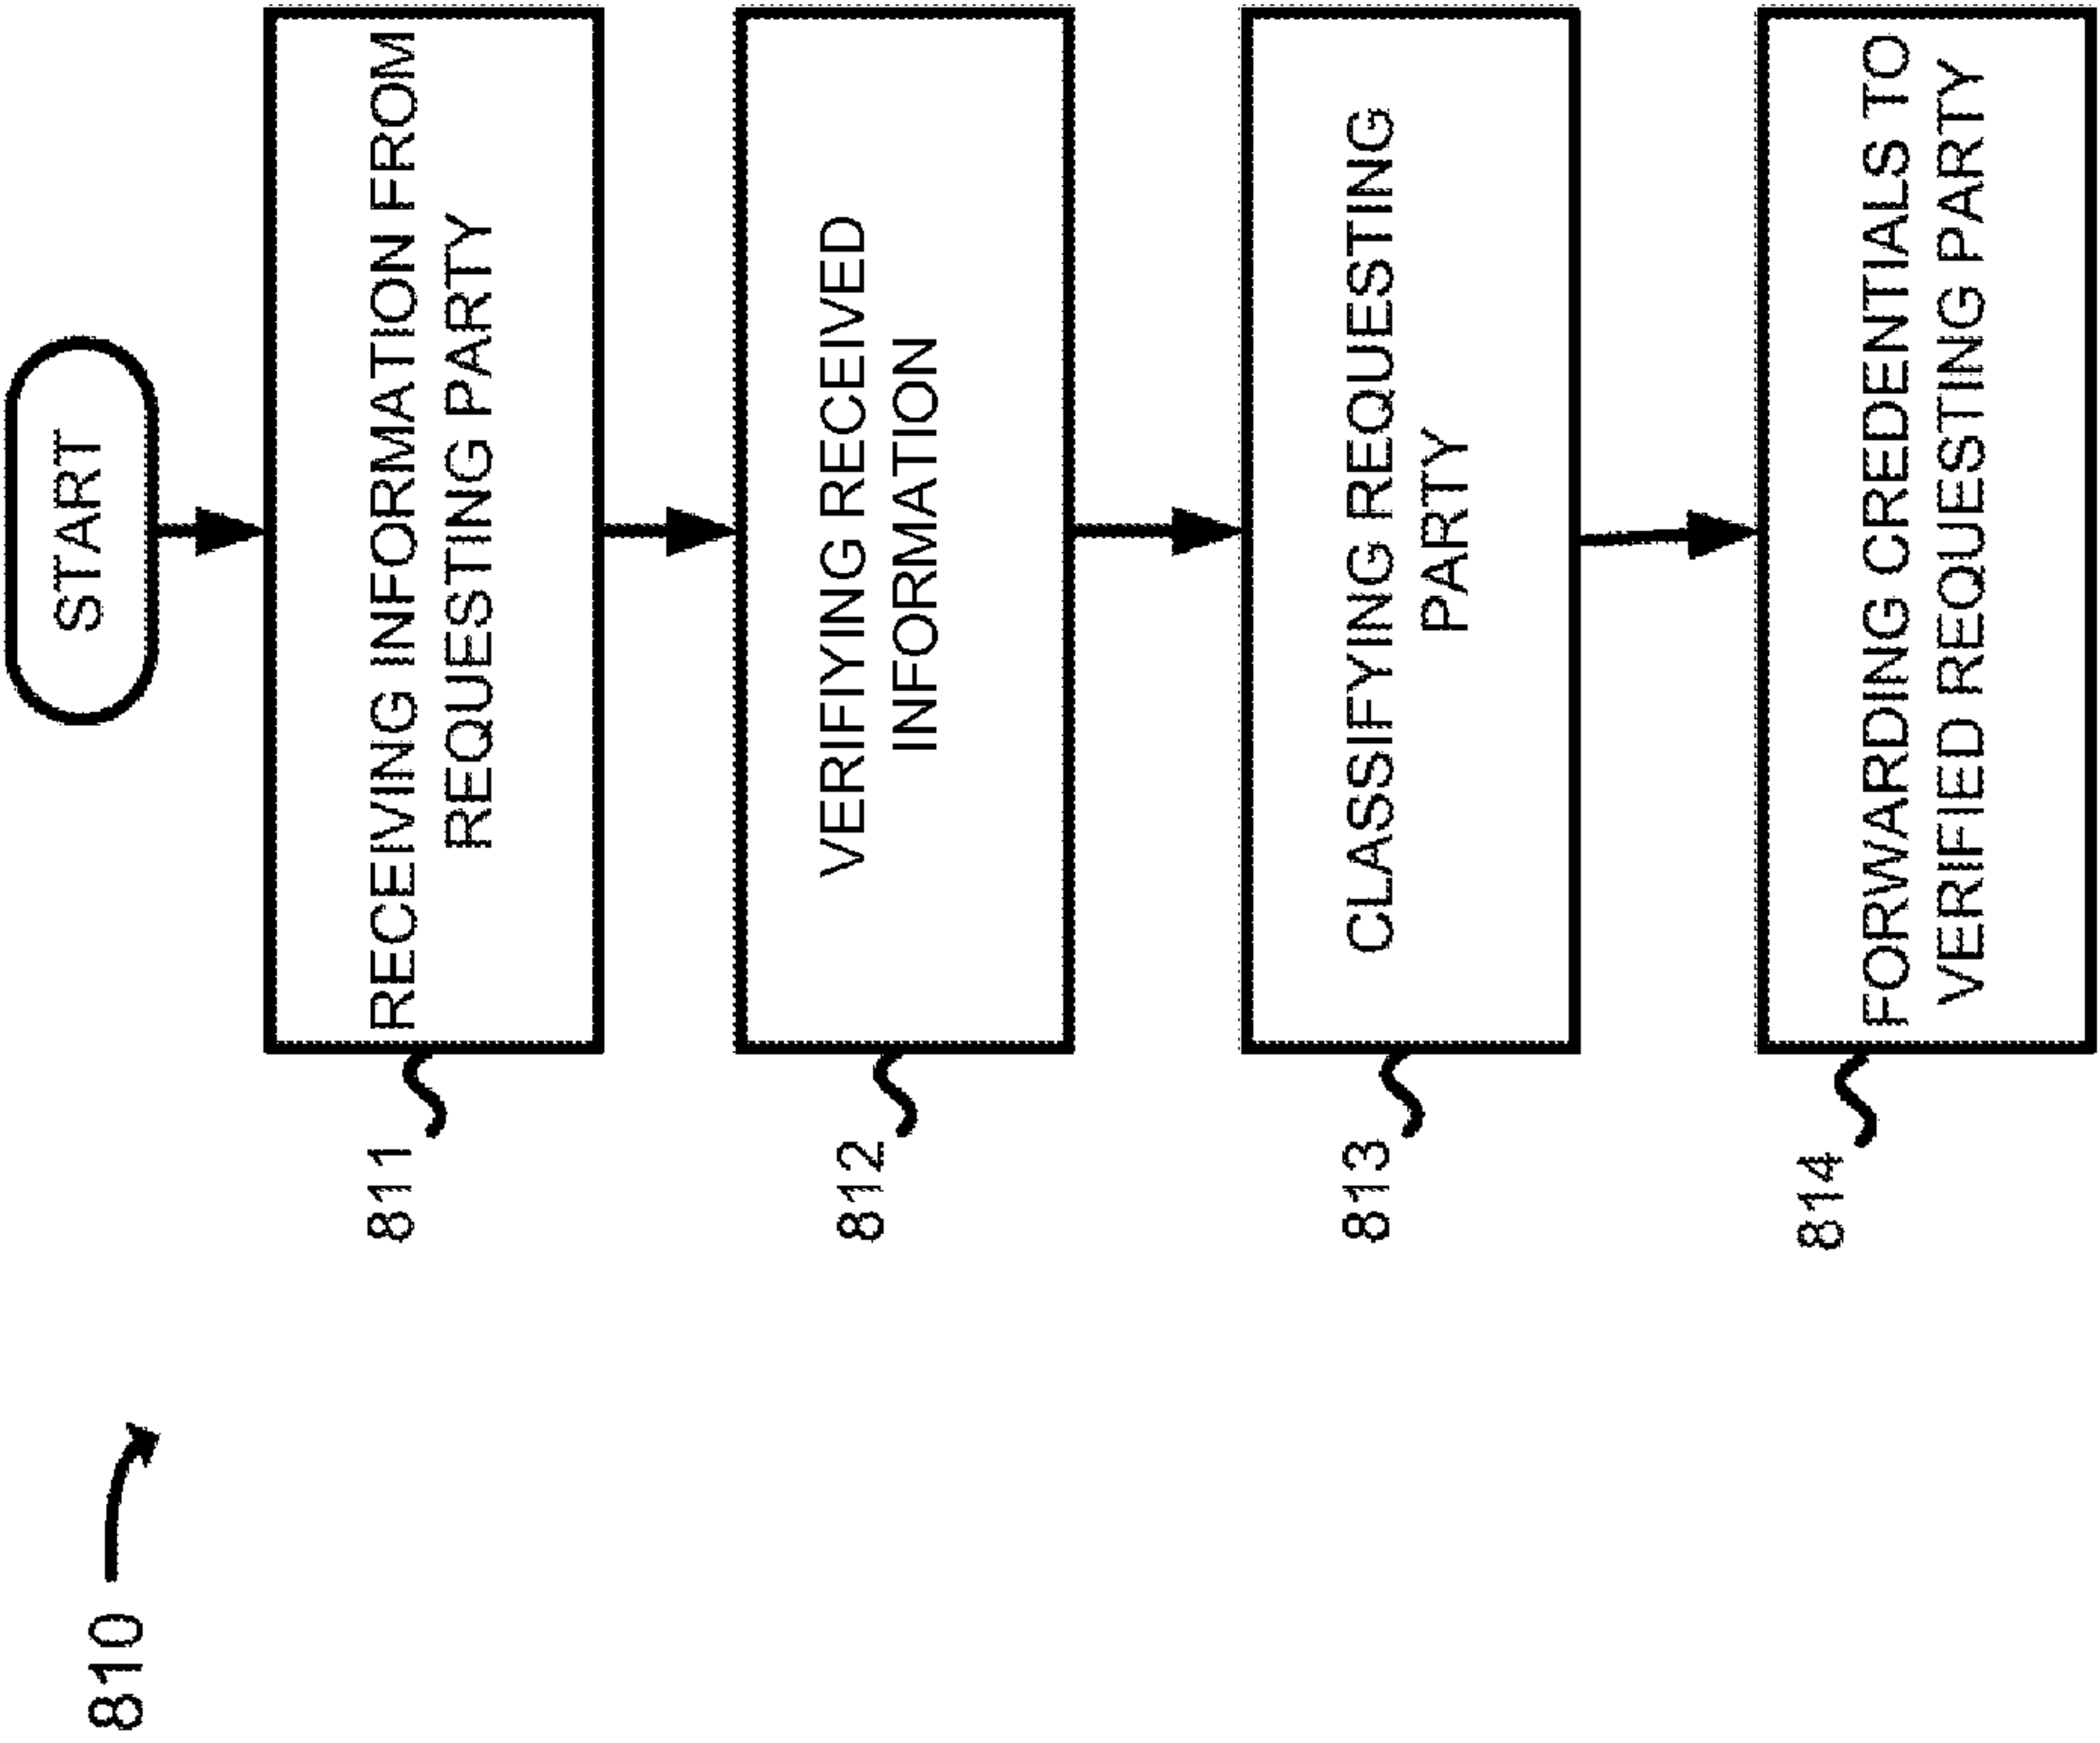 810
START
811
RECEIVING INFORMATION FROM
REQUESTING PARTY
812
VERIFIYING RECEIVED
INFORMATION
813
CLASSIFYING REQUESTING
PARTY
814
FORWARDING CREDENTIALS TO
VERIFIED REQUESTING PARTY